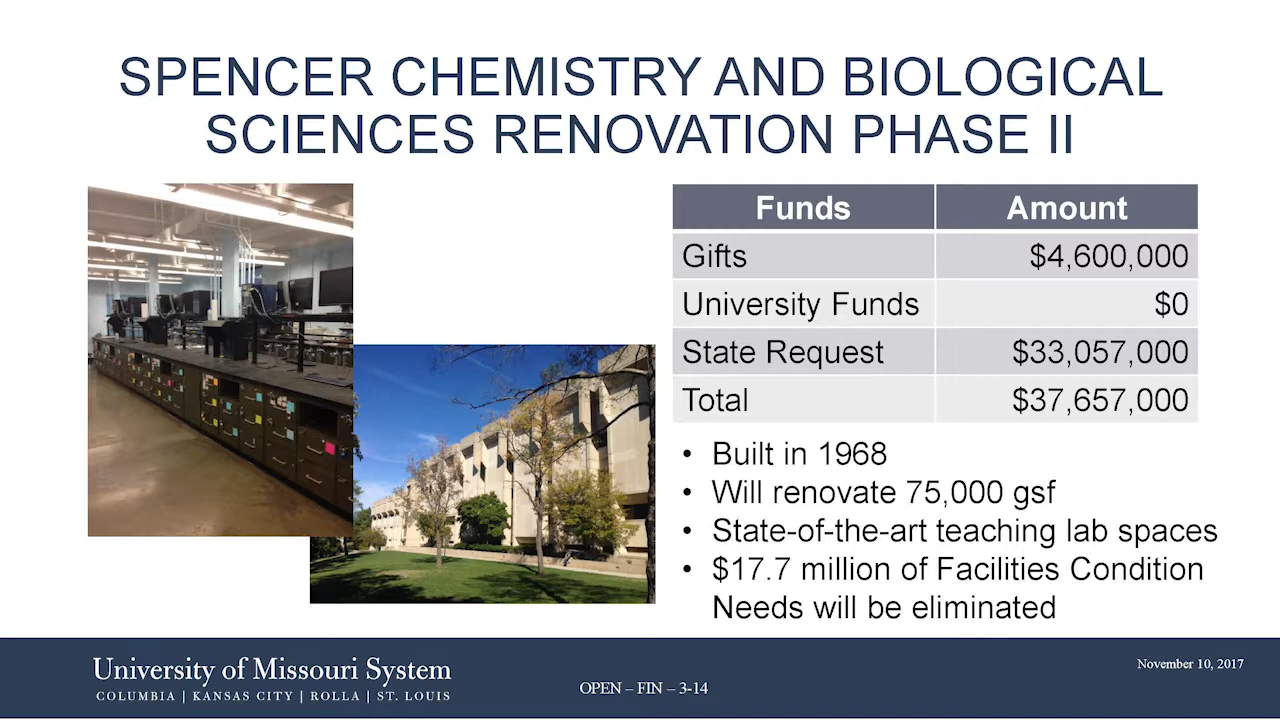 SPENCER CHEMISTRY AND BIOLOGICAL
SCIENCES RENOVATION PHASE II
Funds Amount
Gifts $4,600,000
University Funds $0
State Request $33,057,000
Total $37,657,000
• Built in 1968
• Will renovate 75,000 gsf
• State-of-the-art teaching lab spaces
• $17.7 million of Facilities Condition
Needs will be eliminated
University of Missouri System
COLUMBIA | KANSAS CITY | ROLLA | ST. LOUIS
OPEN – FIN – 3-14
November 10, 2017